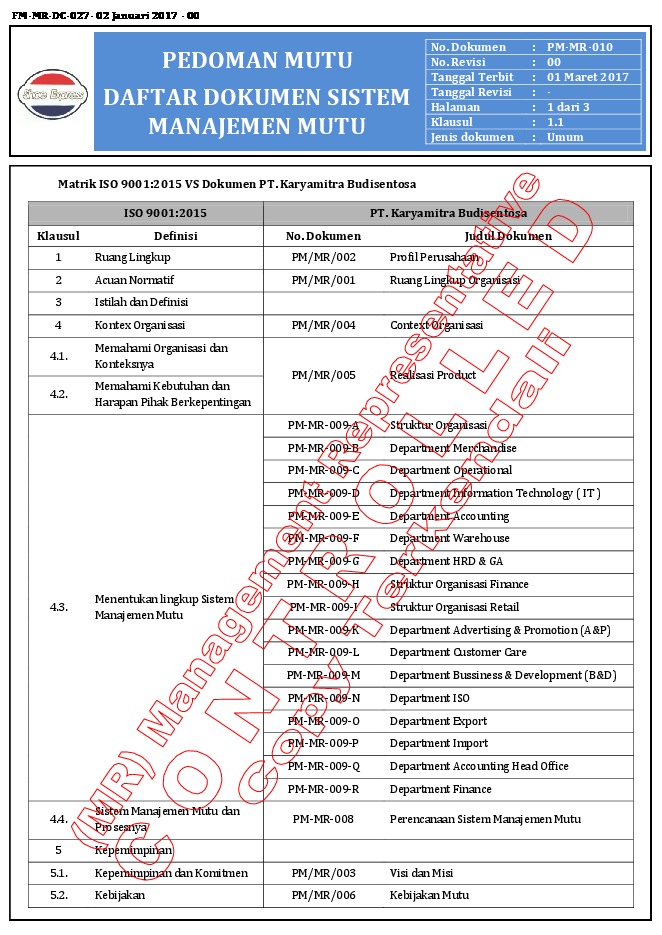 FM-MR-DC-027- 02 Januari 2017 - 00
Shoe Express
PEDOMAN MUTU
DAFTAR DOKUMEN SISTEM
MANAJEMEN MUTU
No. Dokumen : PM-MR-010
No. Revisi : 00
Tanggal Terbit : 01 Maret 2017
Tanggal Revisi : -
Halaman : 1 dari 3
Klausul : 1.1
Jenis dokumen : Umum
Matrik ISO 9001:2015 VS Dokumen PT. Karyamitra Budisentosa
ISO 9001:2015 PT. Karyamitra Budisentosa
Klausul Definisi No. Dokumen Judul Dokumen
1 Ruang Lingkup PM/MR/002 Profil Perusahaan
2 Acuan Normatif PM/MR/001 Ruang Lingkup Organisasi
3 Istilah dan Definisi
4 Kontex Organisasi PM/MR/004 Context Organisasi
4.1. Memahami Organisasi dan
Konteksnya
PM/MR/005 Realisasi Product
4.2. Memahami Kebutuhan dan
Harapan Pihak Berkepentingan
PM-MR-009-A Struktur Organisasi
PM-MR-009-B Department Merchandise
PM-MR-009-C Department Operational
PM-MR-009-D Department Information Technology ( IT )
PM-MR-009-E Department Accounting
PM-MR-009-F Department Warehouse
PM-MR-009-G Department HRD & GA
PM-MR-009-H Struktur Organisasi Finance
4.3. Menentukan lingkup Sistem
Manajemen Mutu
PM-MR-009-I Struktur Organisasi Retail
PM-MR-009-K Department Advertising & Promotion (A&P)
PM-MR-009-L Department Customer Care
PM-MR-009-M Department Bussiness & Development (B&D)
PM-MR-009-N Department ISO
PM-MR-009-O Department Export
PM-MR-009-P Department Import
PM-MR-009-Q Department Accounting Head Office
PM-MR-009-R Department Finance
4.4. Sistem Manajemen Mutu dan
Prosesnya
PM-MR-008 Perencanaan Sistem Manajemen Mutu
5 Kepemimpinan
5.1. Kepemimpinan dan Komitmen PM/MR/003 Visi dan Misi
5.2. Kebijakan PM/MR/006 Kebijakan Mutu
(MR) Management Representative
CONTROLLED
Copy Terkendali